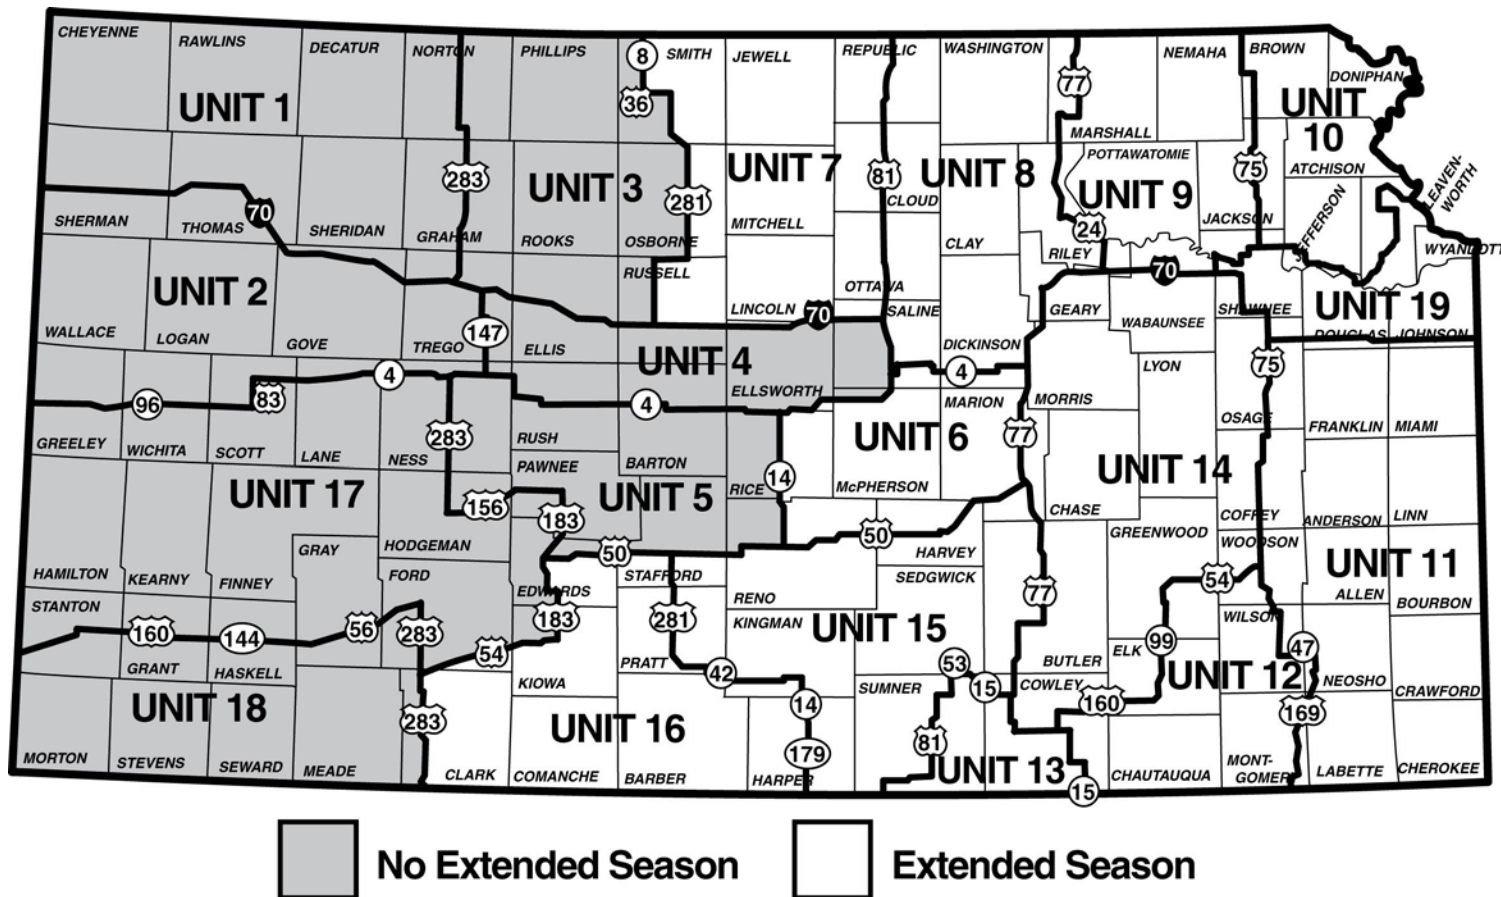 CHEYENNE
RAWLINS
DECATUR
NORTON
PHILLIPS
8
SMITH
JEWELL
REPUBLIC
WASHINGTON
77
NEMAHA
BROWN
DONIPHAN
UNIT 1
36
UNIT
10
MARSHALL
283
UNIT 3
UNIT 7
81
UNIT 8
POTTAWATOMIE
UNIT 9
75
ATCHISON
LEAVEN-
WORTH
281
CLOUD
JACKSON
JEFFERSON
SHERMAN
70
THOMAS
SHERIDAN
GRAHAM
ROOKS
OSBORNE
MITCHELL
CLAY
24
RILEY
WYANDOTT
UNIT 2
RUSSELL
OTTAWA
70
WALLACE
LOGAN
GOVE
TREGO
147
ELLIS
LINCOLN
70
SALINE
GEARY
WABAUNSEE
SHAWNEE
UNIT 19
DOUGLAS
JOHNSON
UNIT 4
DICKINSON
4
LYON
75
96
83
4
4
ELLSWORTH
MARION
MORRIS
GREELEY
WICHITA
SCOTT
LANE
NESS
283
RUSH
PAWNEE
BARTON
UNIT 6
77
OSAGE
FRANKLIN
MIAMI
UNIT 17
156
183
UNIT 5
RICE
14
McPHERSON
UNIT 14
CHASE
COFFEY
ANDERSON
LINN
HAMILTON
KEARNY
FINNEY
GRAY
HODGEMAN
50
50
HARVEY
GREENWOOD
WOODSON
UNIT 11
STANTON
FORD
EDWARDS
STAFFORD
RENO
SEDGWICK
77
54
ALLEN
BOURBON
160
144
56
283
183
281
KINGMAN
UNIT 15
WILSON
GRANT
HASKELL
54
KIOWA
PRATT
42
53
15
BUTLER
ELK
99
UNIT 12
47
NEOSHO
CRAWFORD
UNIT 18
283
UNIT 16
14
SUMNER
COWLEY
160
169
MORTON
STEVENS
SEWARD
MEADE
CLARK
COMANCHE
BARBER
HARPER
179
81
UNIT 13
15
CHAUTAUQUA
MONT-
GOMER
LABETTE
CHEROKEE
No Extended Season
Extended Season